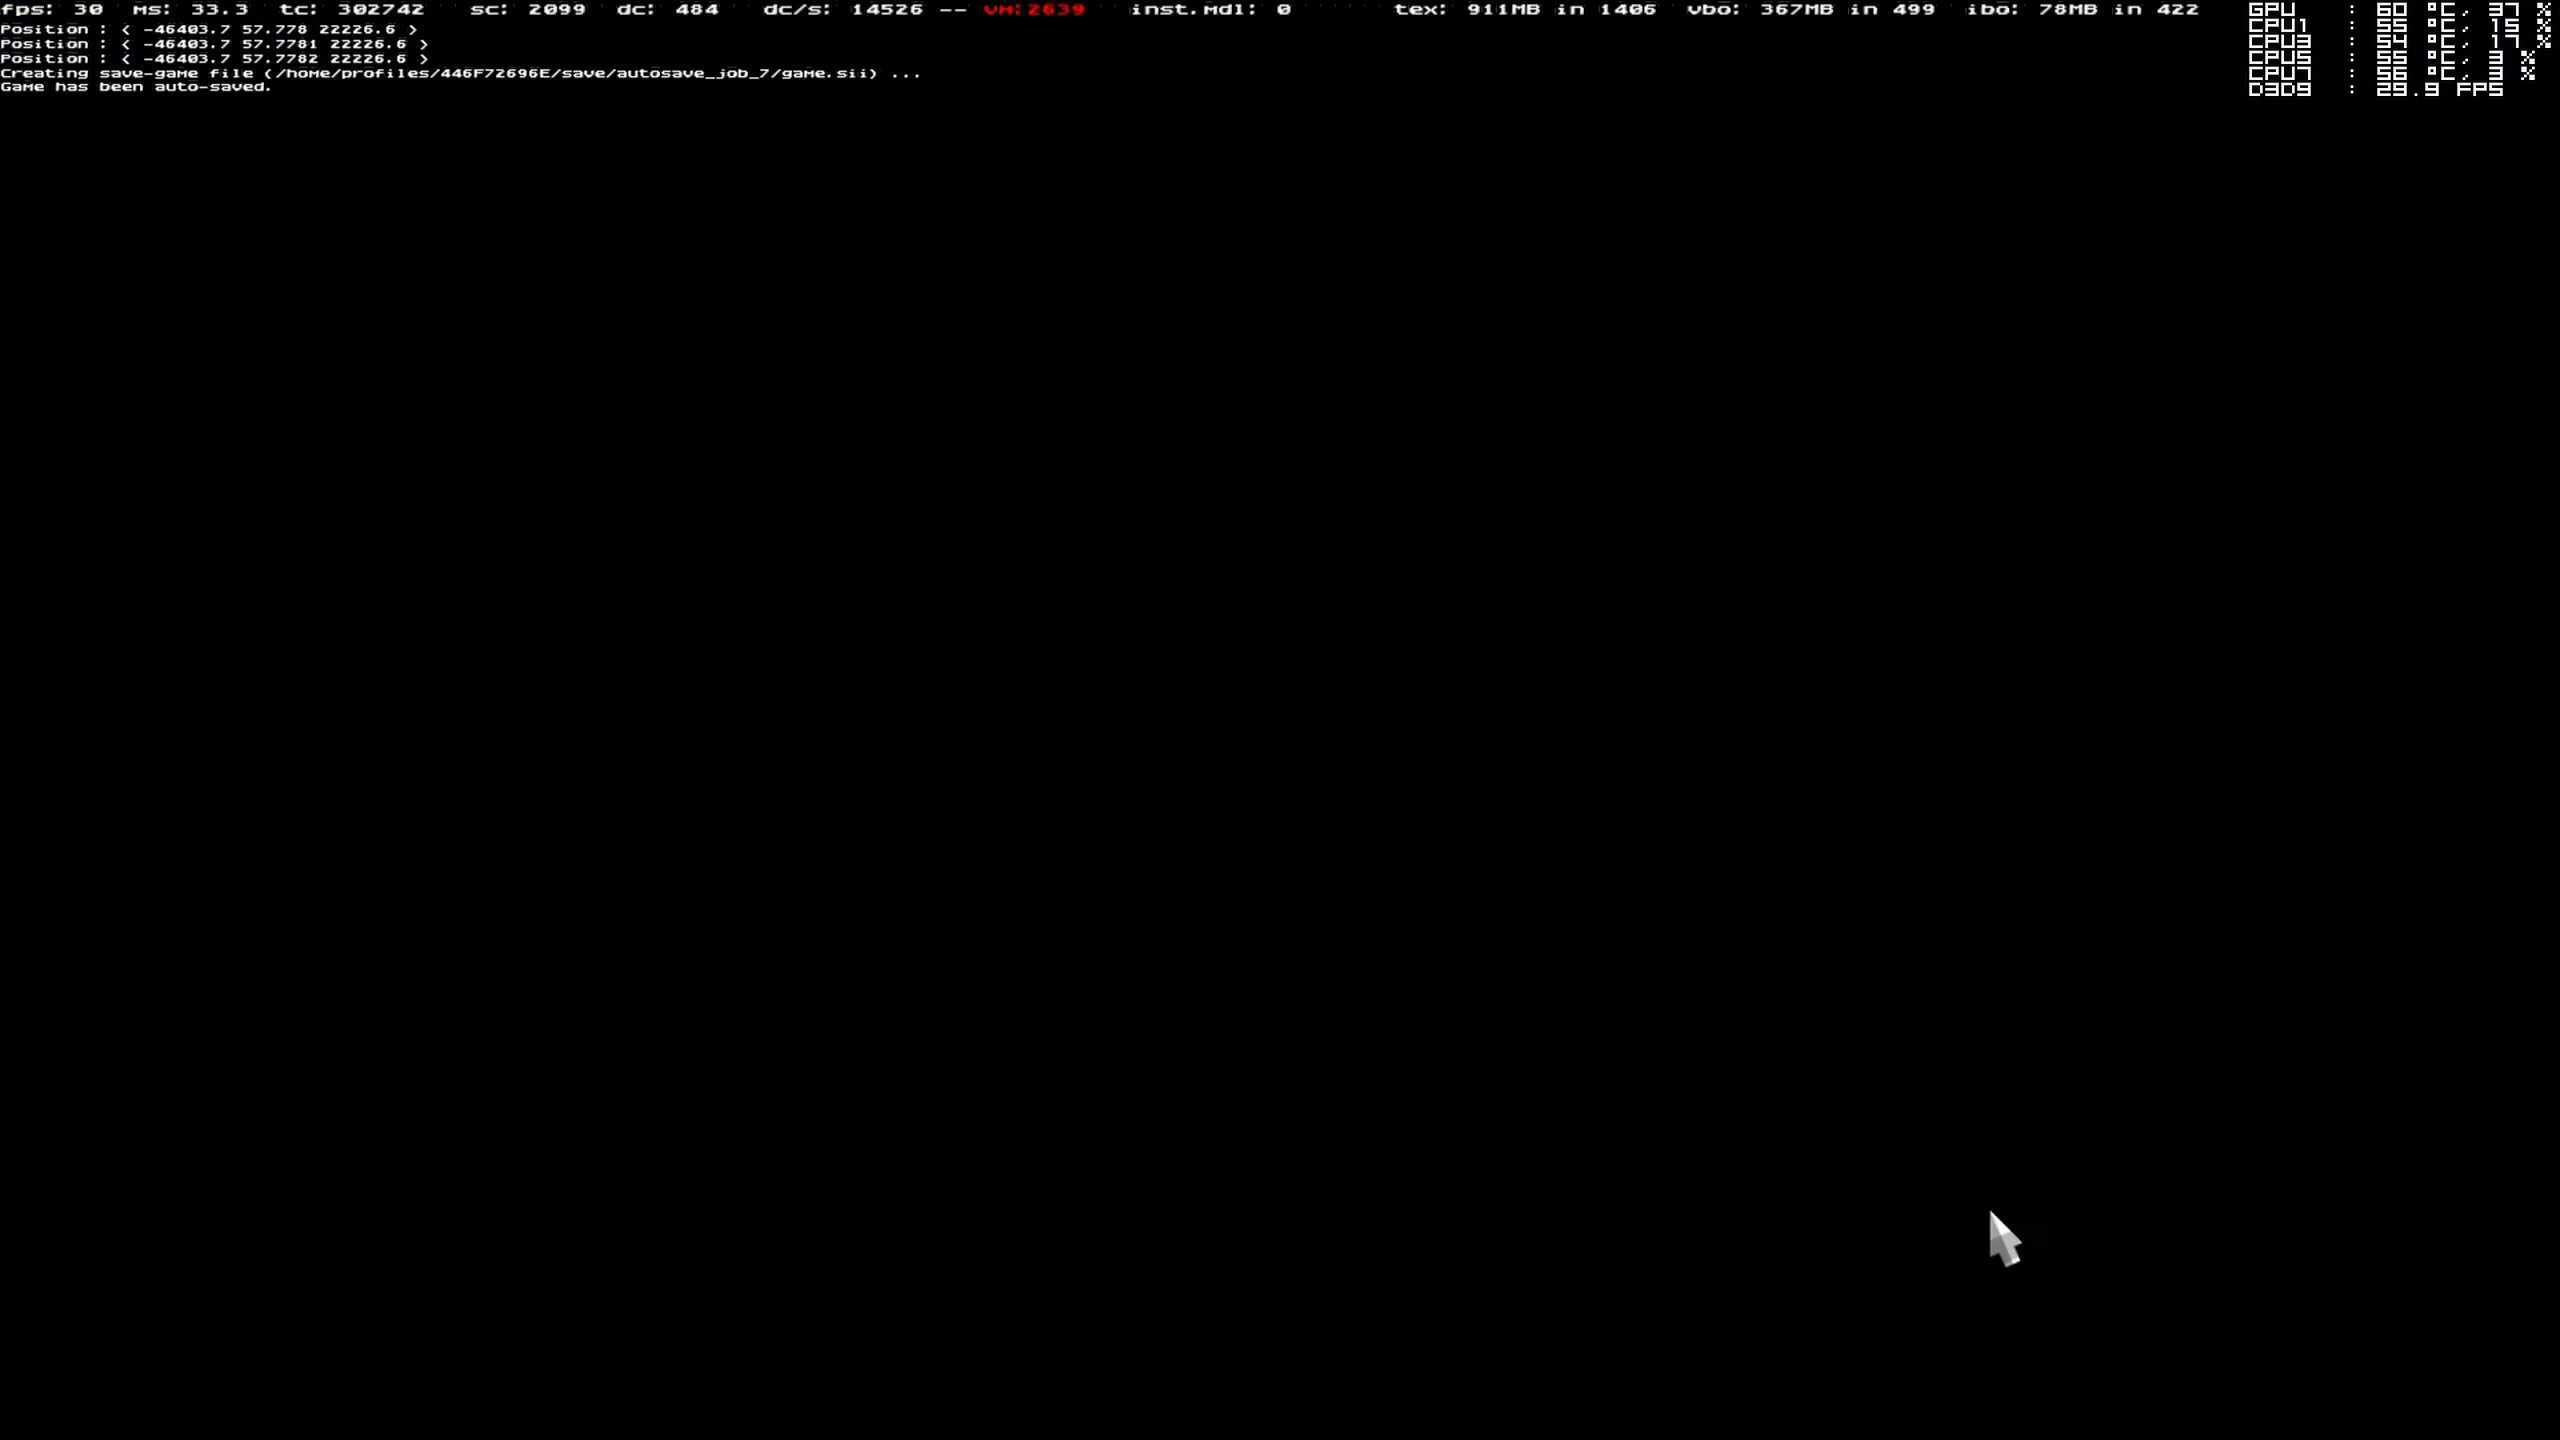 fps: 30 ms: 33.3 tc: 302742 sc: 2099 dc: 484 dc/s: 14526 -- vm:2639 inst.mdl: 0 tex: 911MB in 1406 vbo: 367MB in 499 ibo: 78MB in 422
Position : < -46403.7 57.778 22226.6 >
Position : < -46403.7 57.7781 22226.6 >
Position : < -46403.7 57.7782 22226.6 >
Creating save-game file (/home/profiles/446F72696E/save/autosave_job_7/game.sii) ...
Game has been auto-saved.
GPU : 60 °C, 37 %
CPU1 : 55 °C, 15 %
CPU3 : 54 °C, 17 %
CPU5 : 55 °C, 3 %
CPU7 : 56 °C, 3 %
D3D9 : 29.9 FPS